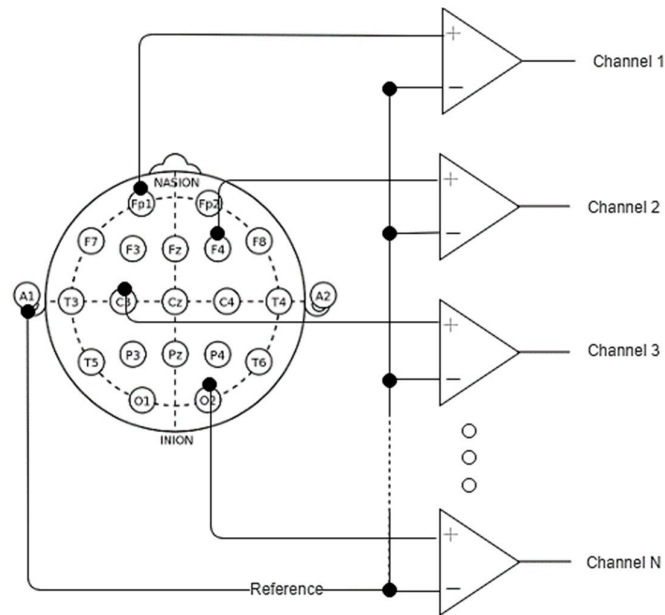 +
Channel 1
−
NASION
+
Channel 2
−
Fp1 Fp2
F7 F3 Fz F4 F8
A1 T3 C3 Cz C4 T4 A2
+
Channel 3
−
T5 P3 Pz P4 T6
O1 O2
INION
+
Channel N
−
Reference